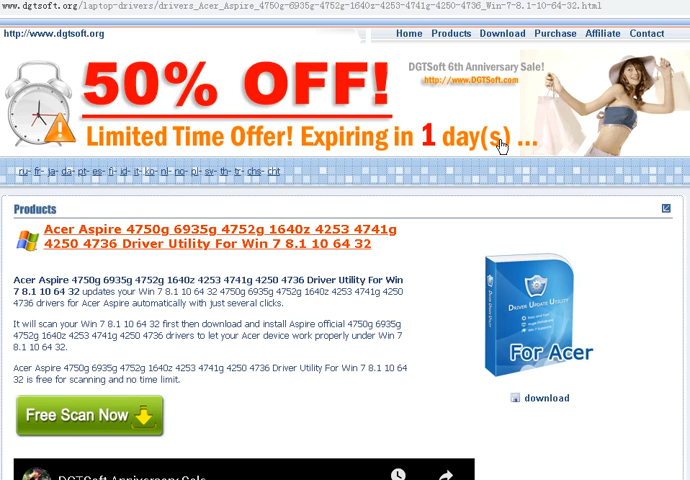 www.dgtsoft.org/laptop-drivers/drivers_Acer_Aspire_4750g-6935g-4752g-1640z-4253-4741g-4250-4736_Win-7-8.1-10-64-32.html
http://www.dgtsoft.org
Home Products Download Purchase Affiliate Contact
50% OFF!
DGTSoft 6th Anniversary Sale!
http://www.DGTSoft.com
Limited Time Offer! Expiring in 1 day(s) ...
ru- fr- ja- da- pt- es- fi- id- it- ko- nl- no- pl- sv- th- tr- chs- cht
Products
Acer Aspire 4750g 6935g 4752g 1640z 4253 4741g
4250 4736 Driver Utility For Win 7 8.1 10 64 32
Acer Aspire 4750g 6935g 4752g 1640z 4253 4741g 4250 4736 Driver Utility For Win
7 8.1 10 64 32 updates your Win 7 8.1 10 64 32 4750g 6935g 4752g 1640z 4253 4741g 4250
4736 drivers for Acer Aspire automatically with just several clicks.
It will scan your Win 7 8.1 10 64 32 first then download and install Aspire official 4750g 6935g
4752g 1640z 4253 4741g 4250 4736 drivers to let your Acer device work properly under Win 7
8.1 10 64 32.
Acer Aspire 4750g 6935g 4752g 1640z 4253 4741g 4250 4736 Driver Utility For Win 7 8.1 10 64 32
is free for scanning and no time limit.
Driver Update Utility
For Acer
download
Free Scan Now
DGTSoft Anniversary Sale